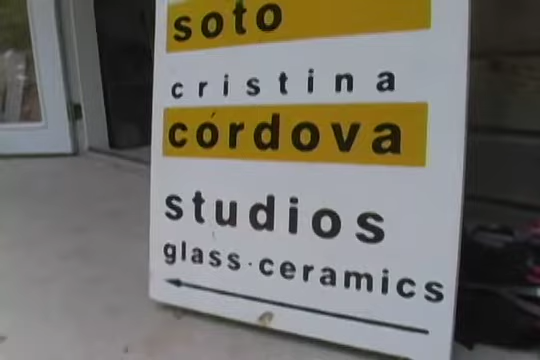 soto
cristina
córdova
studios
glass·ceramics